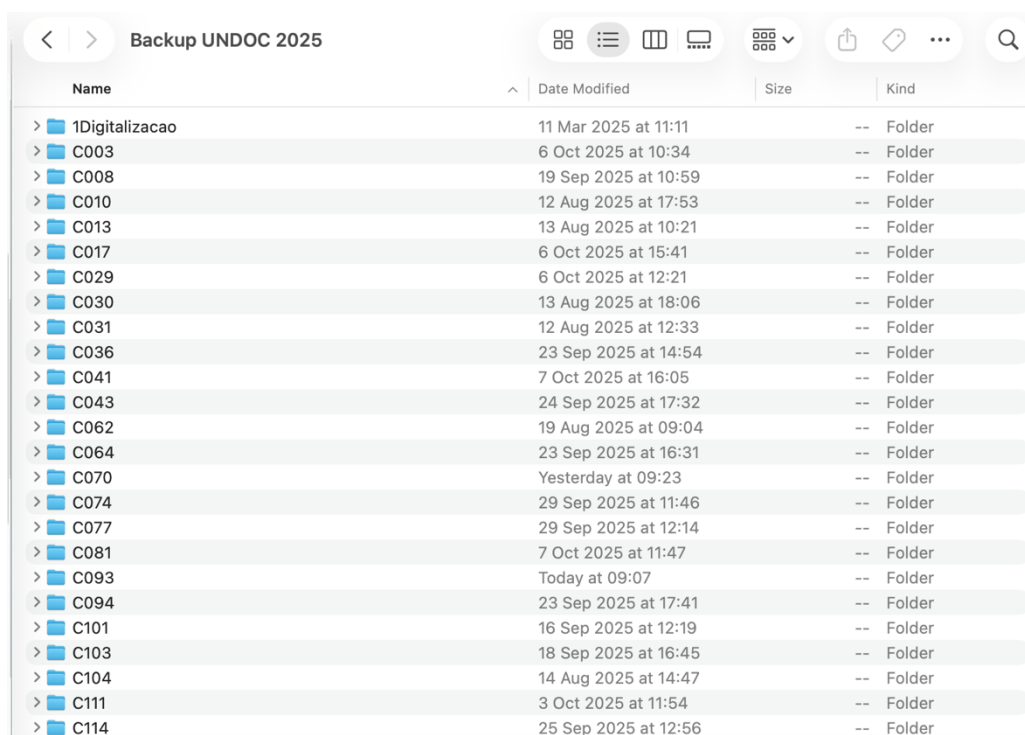 Backup UNDOC 2025
Name Date Modified Size Kind
1Digitalizacao 11 Mar 2025 at 11:11 -- Folder
C003 6 Oct 2025 at 10:34 -- Folder
C008 19 Sep 2025 at 10:59 -- Folder
C010 12 Aug 2025 at 17:53 -- Folder
C013 13 Aug 2025 at 10:21 -- Folder
C017 6 Oct 2025 at 15:41 -- Folder
C029 6 Oct 2025 at 12:21 -- Folder
C030 13 Aug 2025 at 18:06 -- Folder
C031 12 Aug 2025 at 12:33 -- Folder
C036 23 Sep 2025 at 14:54 -- Folder
C041 7 Oct 2025 at 16:05 -- Folder
C043 24 Sep 2025 at 17:32 -- Folder
C062 19 Aug 2025 at 09:04 -- Folder
C064 23 Sep 2025 at 16:31 -- Folder
C070 Yesterday at 09:23 -- Folder
C074 29 Sep 2025 at 11:46 -- Folder
C077 29 Sep 2025 at 12:14 -- Folder
C081 7 Oct 2025 at 11:47 -- Folder
C093 Today at 09:07 -- Folder
C094 23 Sep 2025 at 17:41 -- Folder
C101 16 Sep 2025 at 12:19 -- Folder
C103 18 Sep 2025 at 16:45 -- Folder
C104 14 Aug 2025 at 14:47 -- Folder
C111 3 Oct 2025 at 11:54 -- Folder
C114 25 Sep 2025 at 12:56 -- Folder